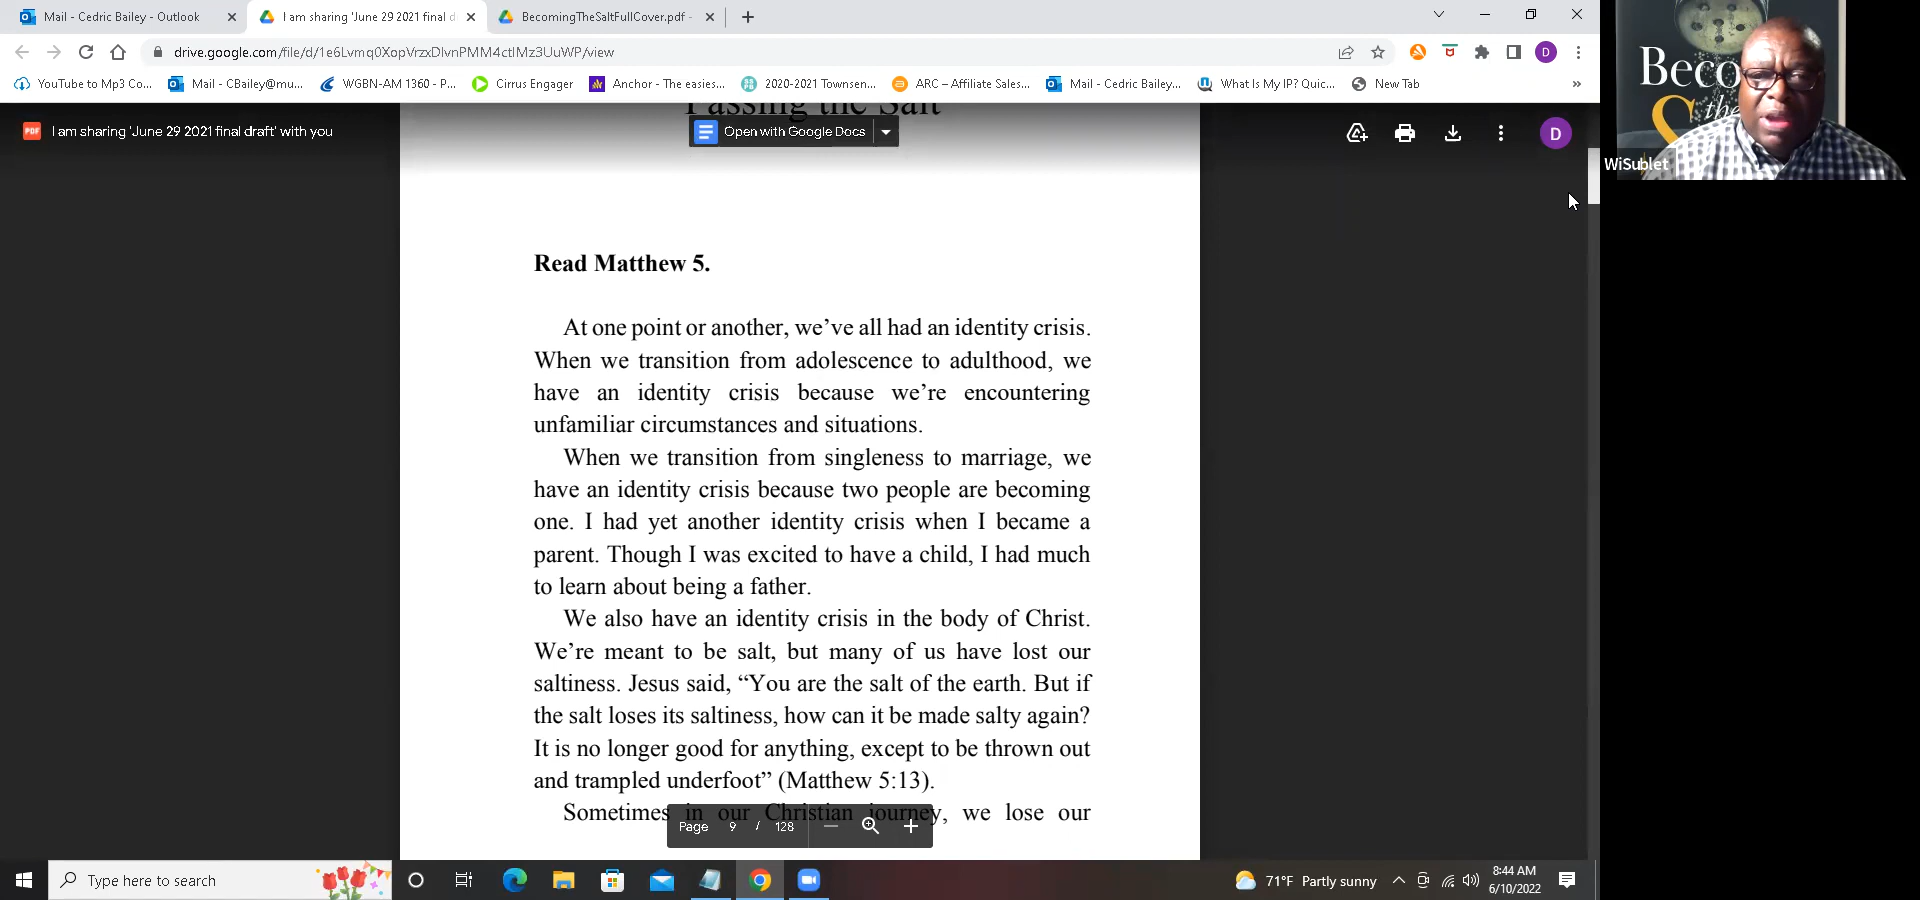 Mail - Cedric Bailey - Outlook
I am sharing 'June 29 2021 final d
BecomingTheSaltFullCover.pdf -
drive.google.com/file/d/1e6Lvmq0XopVrzxDIvnPMM4ctIMz3UuWP/view
D
YouTube to Mp3 Co...
Mail - CBailey@mu...
WGBN-AM 1360 - P...
Cirrus Engager
Anchor - The easies...
2020-2021 Townsen...
ARC – Affiliate Sales...
Mail - Cedric Bailey...
What Is My IP? Quic...
New Tab
»
Passing the Salt
PDF
I am sharing 'June 29 2021 final draft' with you
Open with Google Docs
D
Read Matthew 5.
At one point or another, we've all had an identity crisis.
When we transition from adolescence to adulthood, we
have an identity crisis because we're encountering
unfamiliar circumstances and situations.
When we transition from singleness to marriage, we
have an identity crisis because two people are becoming
one. I had yet another identity crisis when I became a
parent. Though I was excited to have a child, I had much
to learn about being a father.
We also have an identity crisis in the body of Christ.
We're meant to be salt, but many of us have lost our
saltiness. Jesus said, “You are the salt of the earth. But if
the salt loses its saltiness, how can it be made salty again?
It is no longer good for anything, except to be thrown out
and trampled underfoot” (Matthew 5:13).
Sometimes in our Christian journey, we lose our
Page 9 / 128
Type here to search
71°F Partly sunny
8:44 AM
6/10/2022
Beco
the
S
WiSublet